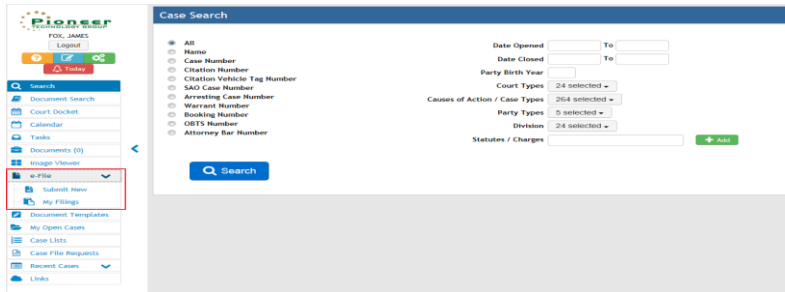 Pioneer
TECHNOLOGY GROUP
FOX, JAMES
Logout
Today
Search
Document Search
Court Docket
Calendar
Tasks
Documents (0)
Image Viewer
e-File
Submit New
My Filings
Document Templates
My Open Cases
Case Lists
Case File Requests
Recent Cases
Links
Case Search
All
Name
Case Number
Citation Number
Citation Vehicle Tag Number
SAO Case Number
Arresting Case Number
Warrant Number
Booking Number
OBTS Number
Attorney Bar Number
Date Opened To
Date Closed To
Party Birth Year
Court Types 24 selected
Causes of Action / Case Types 264 selected
Party Types 5 selected
Division 24 selected
Statutes / Charges + Add
Search